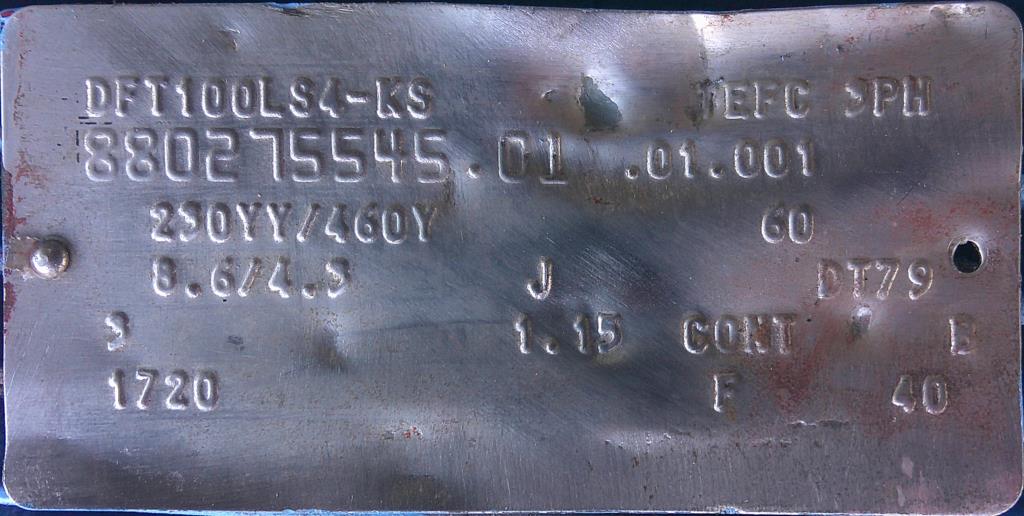 DFT100LS4-KS TEFC 3PH
880275545.01 .01.001
230YY/460Y 60
8.6/4.3 J DT79
3 1.15 CONT B
1720 F 40